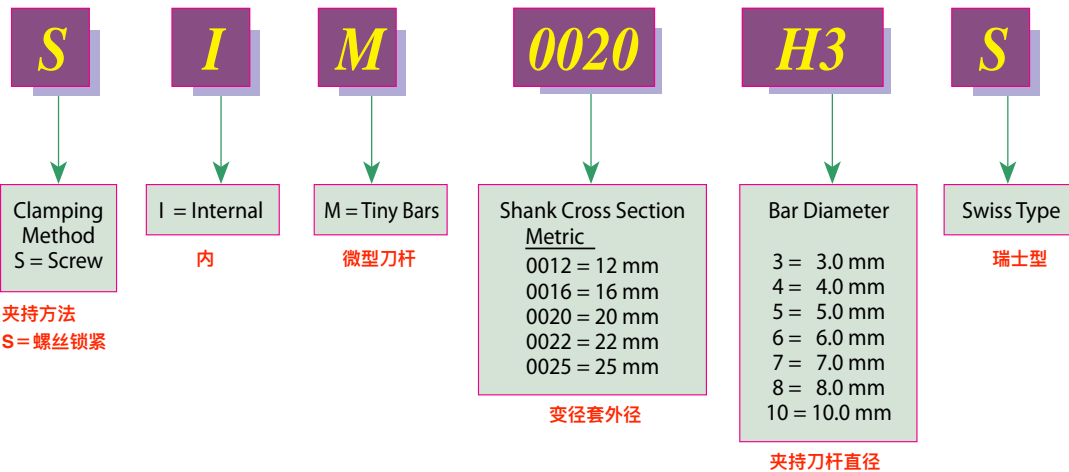 S I M 0020 H3 S
Clamping
Method
S = Screw
夹持方法
S=螺丝锁紧
I = Internal
内
M = Tiny Bars
微型刀杆
Shank Cross Section
Metric
0012 = 12 mm
0016 = 16 mm
0020 = 20 mm
0022 = 22 mm
0025 = 25 mm
变径套外径
Bar Diameter
3 = 3.0 mm
4 = 4.0 mm
5 = 5.0 mm
6 = 6.0 mm
7 = 7.0 mm
8 = 8.0 mm
10 = 10.0 mm
夹持刀杆直径
Swiss Type
瑞士型